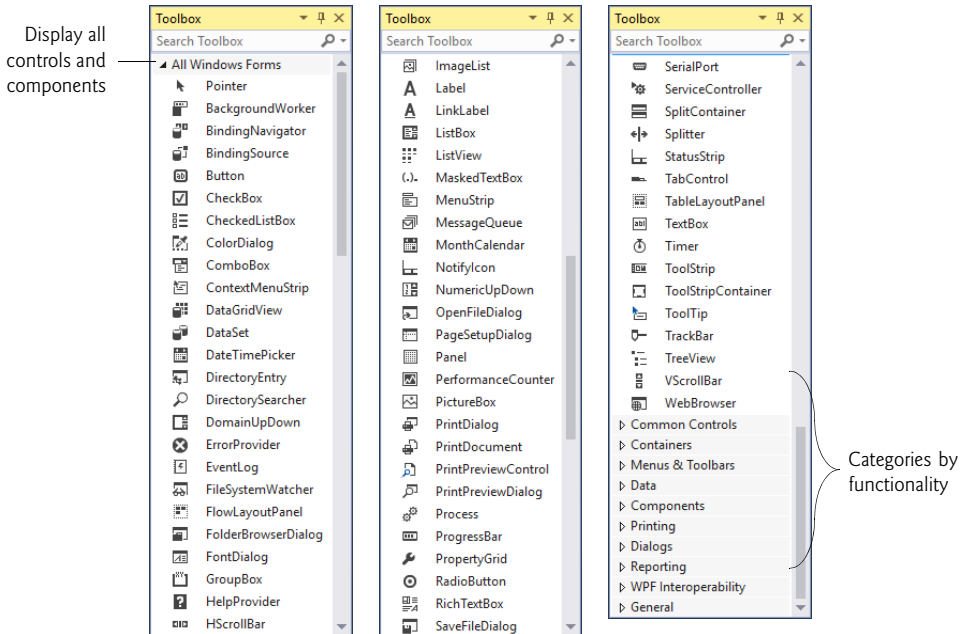 Display all
controls and
components
Toolbox
Search Toolbox
All Windows Forms
Pointer
BackgroundWorker
BindingNavigator
BindingSource
Button
CheckBox
CheckedListBox
ColorDialog
ComboBox
ContextMenuStrip
DataGridView
DataSet
DateTimePicker
DirectoryEntry
DirectorySearcher
DomainUpDown
ErrorProvider
EventLog
FileSystemWatcher
FlowLayoutPanel
FolderBrowserDialog
FontDialog
GroupBox
HelpProvider
HScrollBar
Toolbox
Search Toolbox
ImageList
Label
LinkLabel
ListBox
ListView
MaskedTextBox
MenuStrip
MessageQueue
MonthCalendar
NotifyIcon
NumericUpDown
OpenFileDialog
PageSetupDialog
Panel
PerformanceCounter
PictureBox
PrintDialog
PrintDocument
PrintPreviewControl
PrintPreviewDialog
Process
ProgressBar
PropertyGrid
RadioButton
RichTextBox
SaveFileDialog
Toolbox
Search Toolbox
SerialPort
ServiceController
SplitContainer
Splitter
StatusStrip
TabControl
TableLayoutPanel
TextBox
Timer
ToolStrip
ToolStripContainer
ToolTip
TrackBar
TreeView
VScrollBar
WebBrowser
Common Controls
Containers
Menus & Toolbars
Data
Components
Printing
Dialogs
Reporting
WPF Interoperability
General
Categories by
functionality